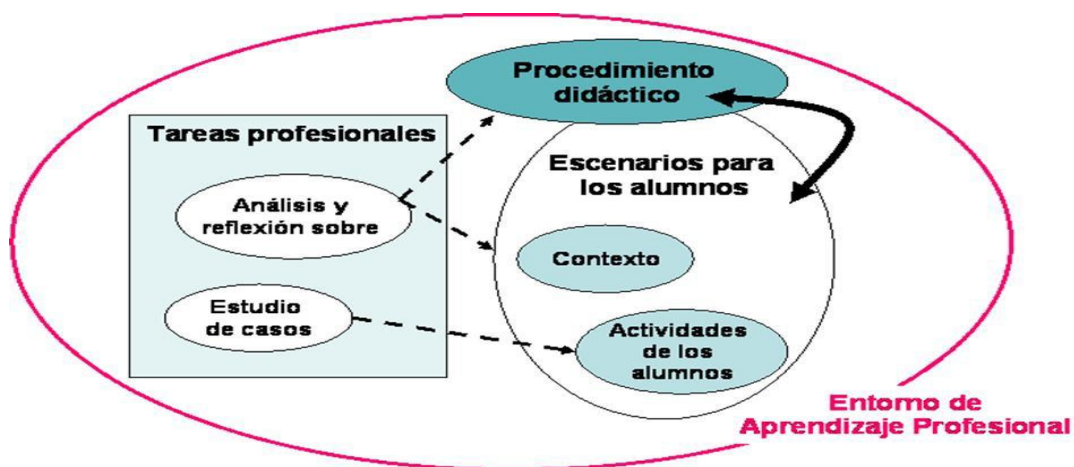 Procedimiento
didáctico
Tareas profesionales
Escenarios para
los alumnos
Análisis y
reflexión sobre
Contexto
Estudio
de casos
Actividades
de los
alumnos
Entorno de
Aprendizaje Profesional